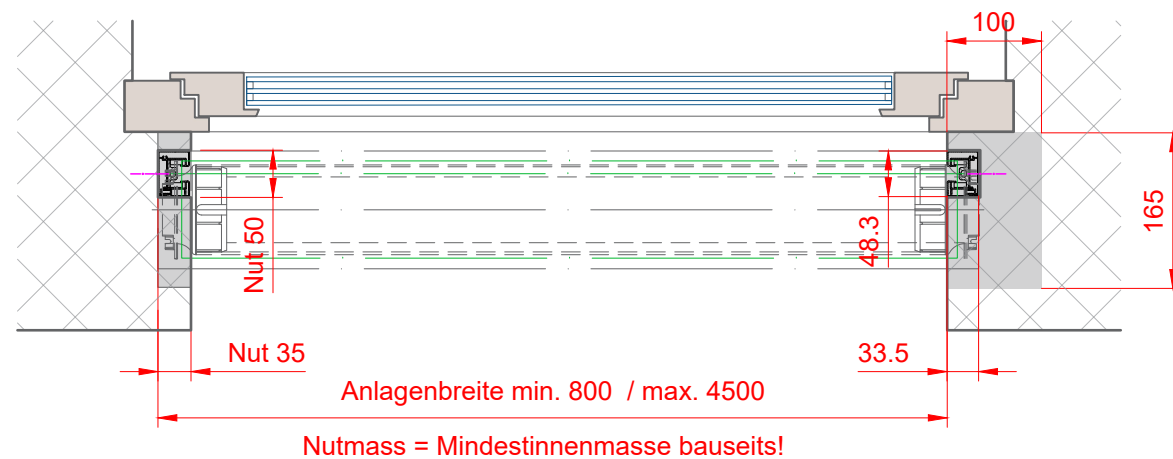 100
165
Nut 50
48.3
Nut 35
33.5
Anlagenbreite min. 800 / max. 4500
Nutmass = Mindestinnenmasse bauseits!